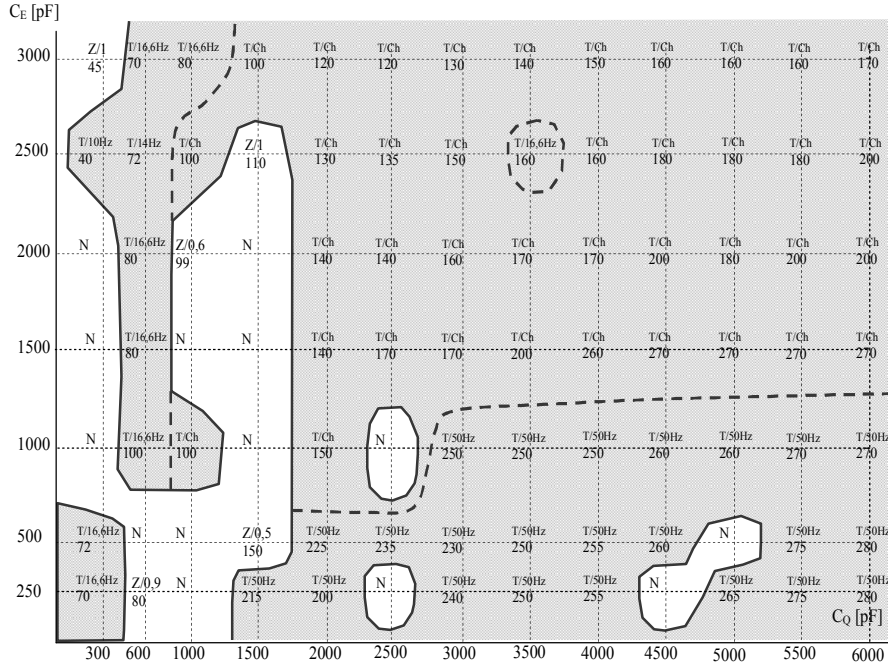 C_E [pF]
3000 Z/1 T/16,6Hz T/16,6Hz T/Ch T/Ch T/Ch T/Ch T/Ch T/Ch T/Ch T/Ch T/Ch T/Ch
45 70 80 100 120 120 130 140 150 160 160 160 170
2500 T/10Hz T/14Hz T/Ch Z/1 T/Ch T/Ch T/Ch T/16,6Hz T/Ch T/Ch T/Ch T/Ch T/Ch
40 72 100 110 130 135 150 160 160 180 180 180 200
2000 N T/16,6Hz Z/0,6 N T/Ch T/Ch T/Ch T/Ch T/Ch T/Ch T/Ch T/Ch T/Ch
80 99 140 140 160 170 170 200 180 200 200
1500 N T/16,6Hz N N T/Ch T/Ch T/Ch T/Ch T/Ch T/Ch T/Ch T/Ch T/Ch
80 140 170 170 200 260 270 270 270 270
1000 N T/16,6Hz T/Ch N T/Ch N T/50Hz T/50Hz T/50Hz T/50Hz T/50Hz T/50Hz T/50Hz
100 100 150 250 250 250 260 260 270 270
500 T/16,6Hz N N Z/0,5 T/50Hz T/50Hz T/50Hz T/50Hz T/50Hz T/50Hz N T/50Hz T/50Hz
72 150 225 235 230 250 255 260 275 280
250 T/16,6Hz Z/0,9 N T/50Hz T/50Hz N T/50Hz T/50Hz T/50Hz N T/50Hz T/50Hz T/50Hz
70 80 215 200 240 250 255 265 275 280
C_Q [pF]
300 600 1000 1500 2000 2500 3000 3500 4000 4500 5000 5500 6000